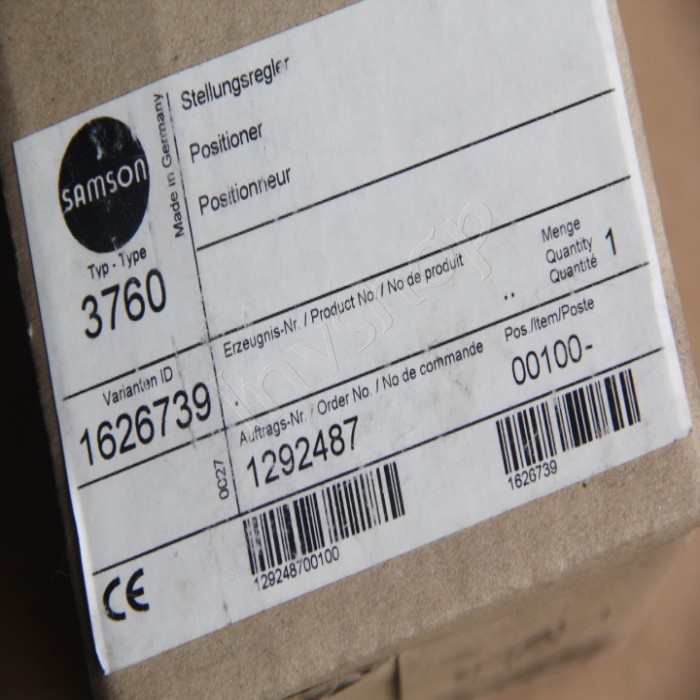 SAMSON
Made in Germany
Stellungsregler
Positioner
Positionneur
Typ - Type
3760
Erzeugnis-Nr. / Product No. / No de produit
..
Menge
Quantity
Quantité
1
Varianten ID
1626739
0C27
Auftrags-Nr. / Order No. / No de commande
1292487
Pos./Item/Poste
00100-
129248700100
1626739
CE